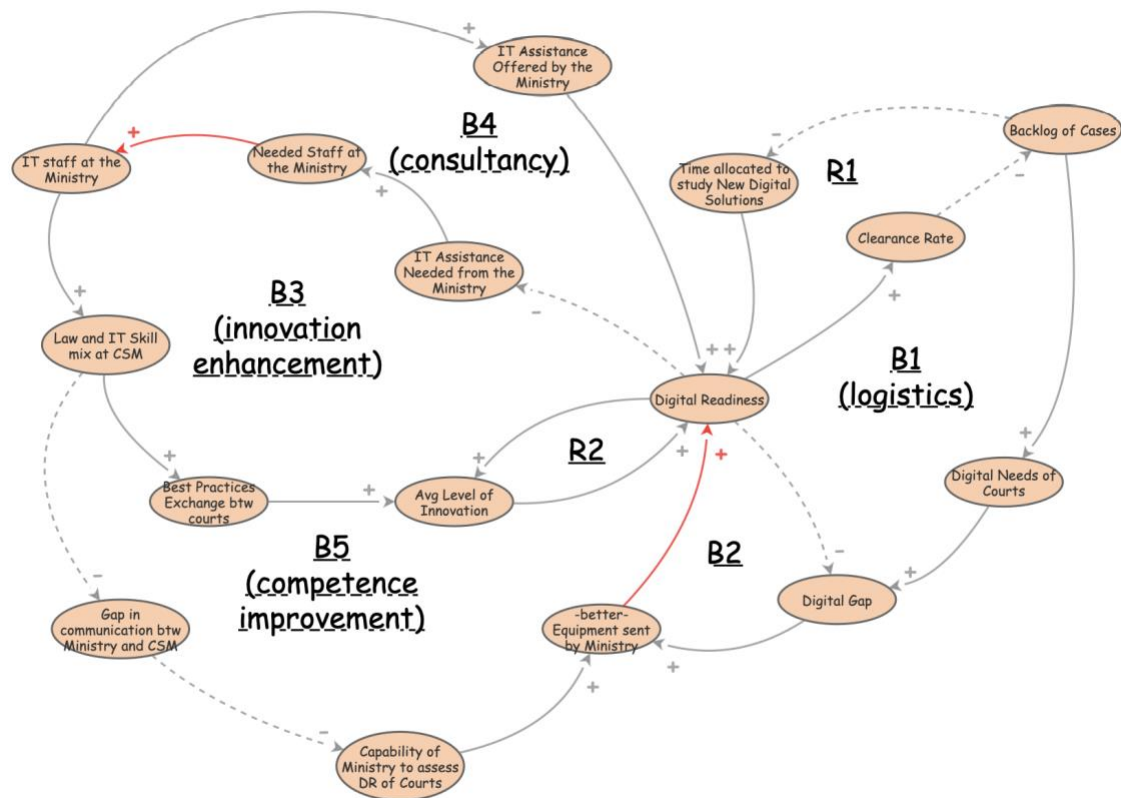 +
IT Assistance
Offered by the
Ministry
B4
(consultancy)
+
IT staff at the
Ministry
Needed Staff at
the Ministry
+
–
Backlog of Cases
Time allocated to
study New Digital
Solutions
R1
–
Clearance Rate
+
IT Assistance
Needed from the
Ministry
–
+
Law and IT Skill
mix at CSM
B3
(innovation
enhancement)
+ +
Digital Readiness
B1
(logistics)
+
R2
+
+
+
Digital Needs of
Courts
+
Best Practices
Exchange btw
courts
+
Avg Level of
Innovation
B5
(competence
improvement)
B2
–
+
Digital Gap
–
Gap in
communication btw
Ministry and CSM
-better-
Equipment sent
by Ministry
+
+
–
Capability of
Ministry to assess
DR of Courts